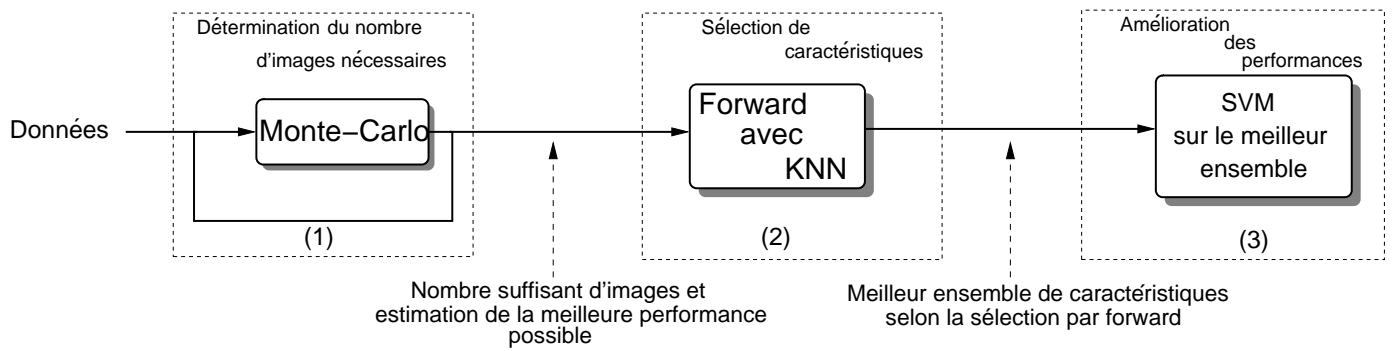 Détermination du nombre
d'images nécessaires
Données
Monte−Carlo
(1)
Nombre suffisant d'images et
estimation de la meilleure performance
possible
Sélection de
caractéristiques
Forward
avec
KNN
(2)
Meilleur ensemble de caractéristiques
selon la sélection par forward
Amélioration
des
performances
SVM
sur le meilleur
ensemble
(3)